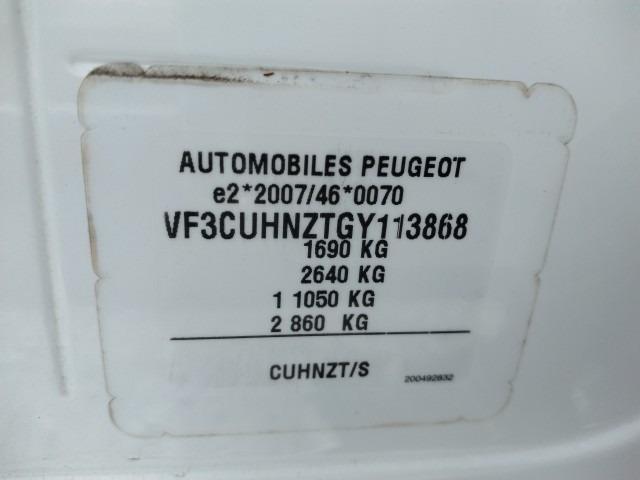 AUTOMOBILES PEUGEOT
e2*2007/46*0070
VF3CUHNZTGY113868
1690 KG
2640 KG
1 1050 KG
2 860 KG
CUHNZT/S 200492832